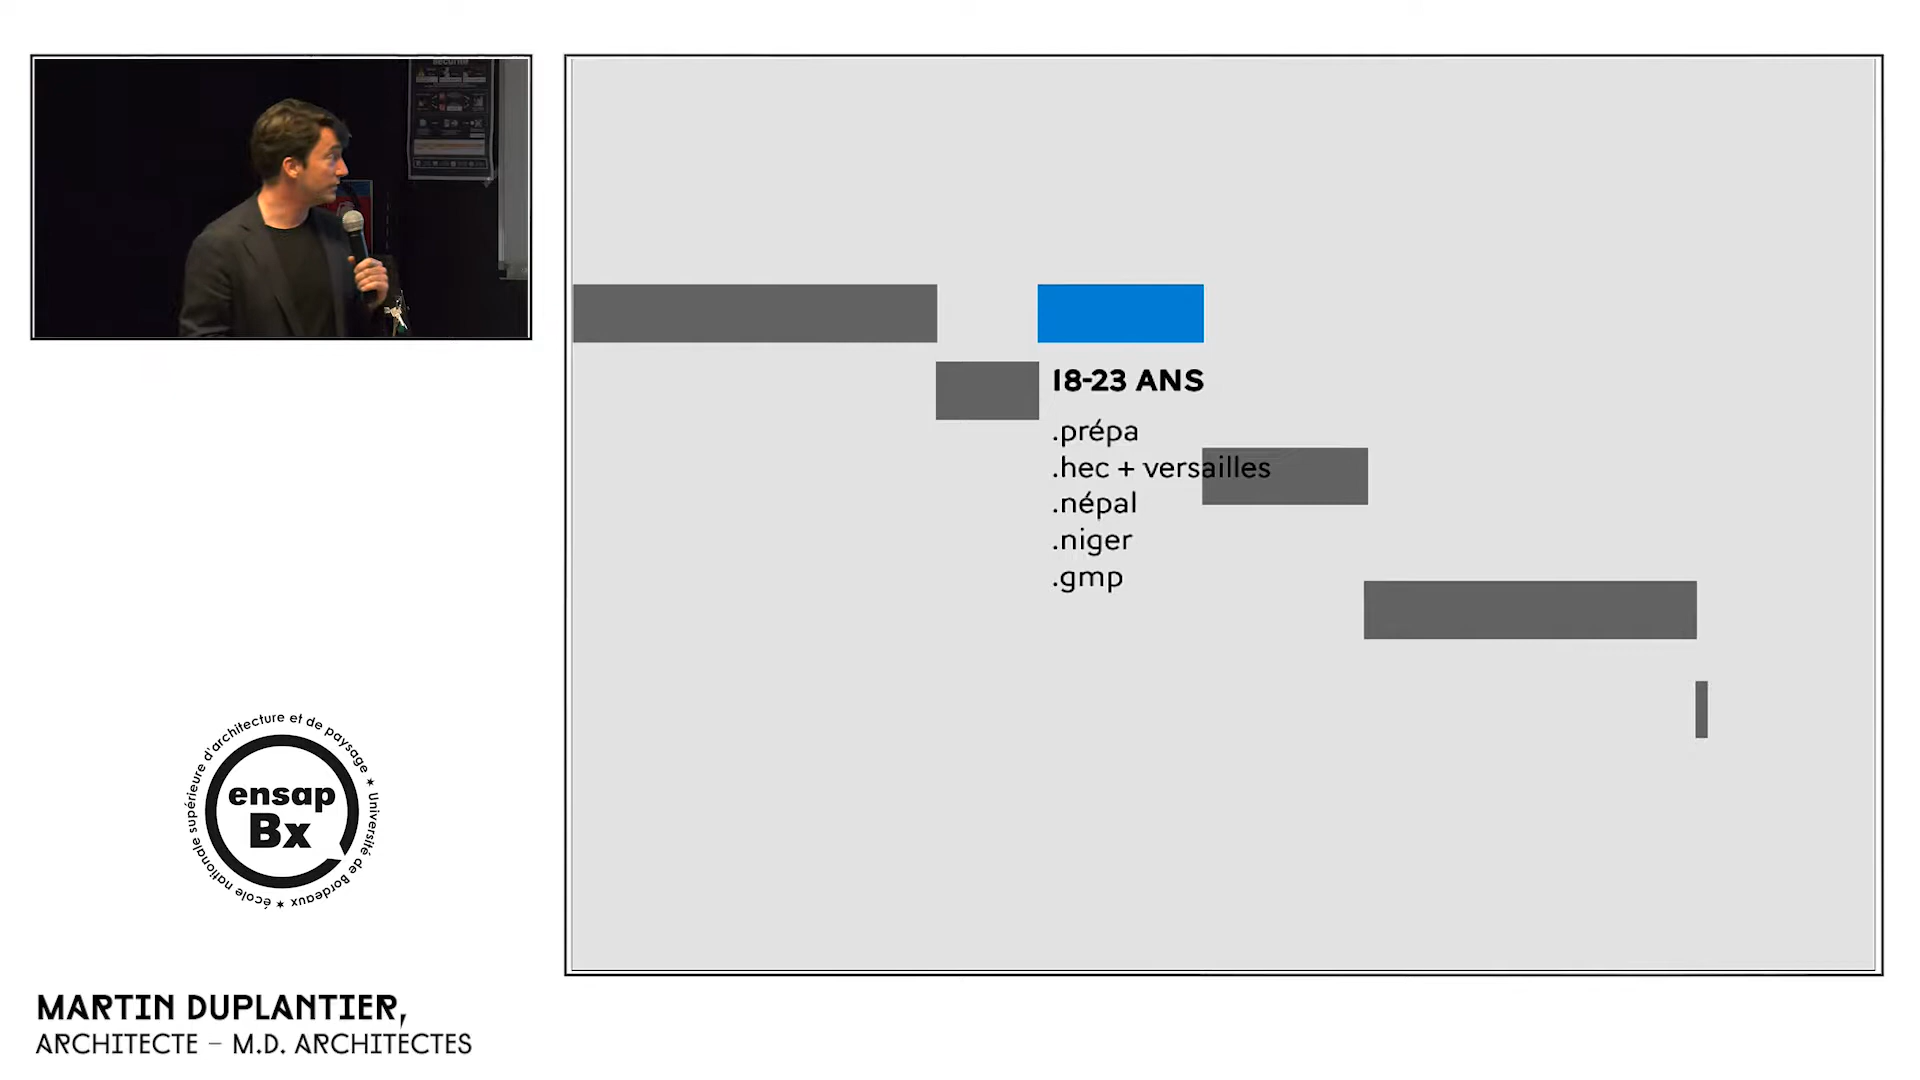 SÉCURITÉ
18-23 ANS
.prépa
.hec + versailles
.népal
.niger
.gmp
école nationale supérieure d'architecture et de paysage * Université de Bordeaux *
ensap
Bx
MARTIN DUPLANTIER,
ARCHITECTE – M.D. ARCHITECTES